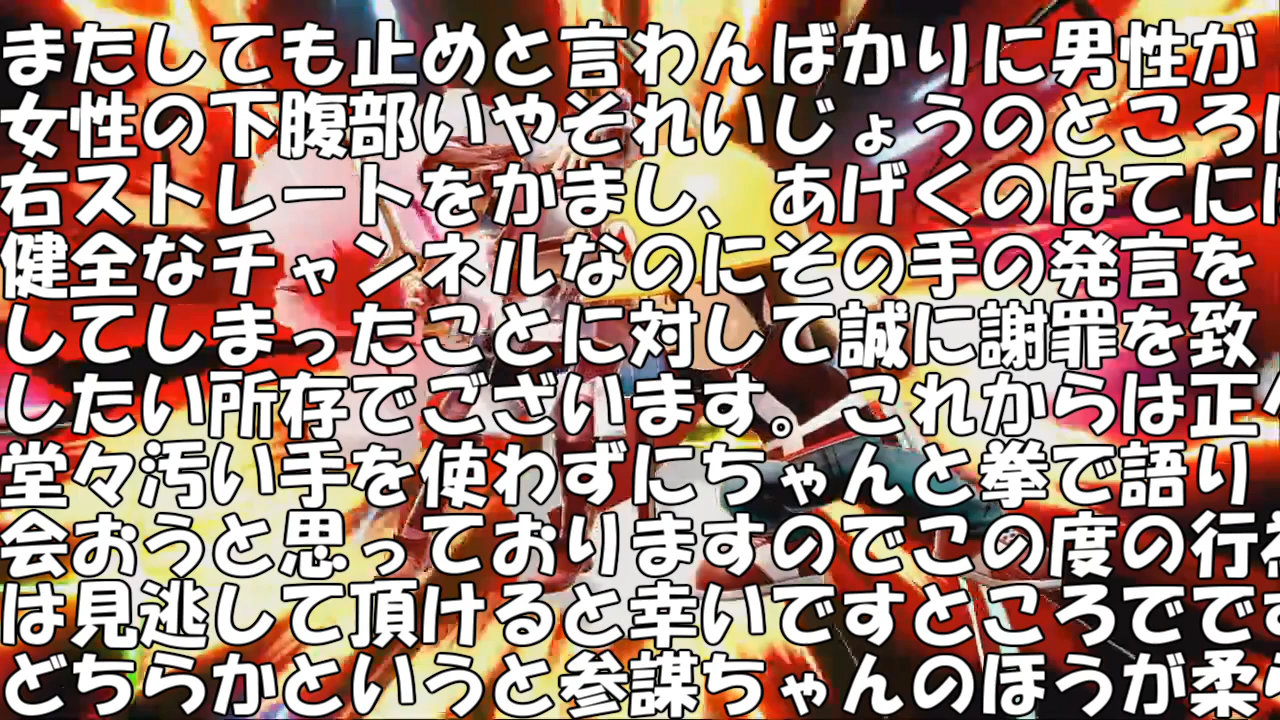 またしても止めと言わんばかりに男性が
女性の下腹部いやそれいじょうのところに
右ストレートをかまし、あげくのはてには
健全なチャンネルなのにその手の発言を
してしまったことに対して誠に謝罪を致
したい所存でございます。これからは正々
堂々汚い手を使わずにちゃんと拳で語り
会おうと思っておりますのでこの度の行為
は見逃して頂けると幸いですところでです
どちらかというと参謀ちゃんのほうが柔ら